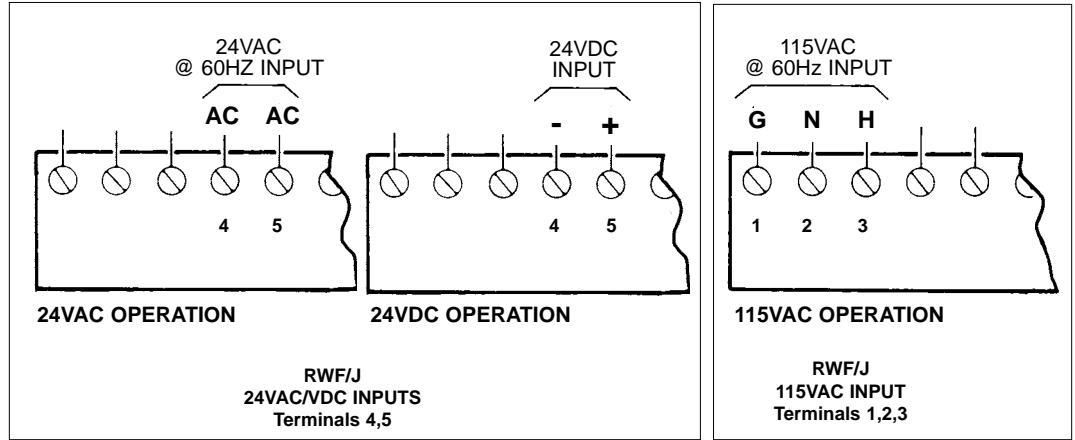 24VAC
@ 60HZ INPUT
AC AC
4 5
24VAC OPERATION
24VDC
INPUT
- +
4 5
24VDC OPERATION
RWF/J
24VAC/VDC INPUTS
Terminals 4,5
115VAC
@ 60Hz INPUT
G N H
1 2 3
115VAC OPERATION
RWF/J
115VAC INPUT
Terminals 1,2,3